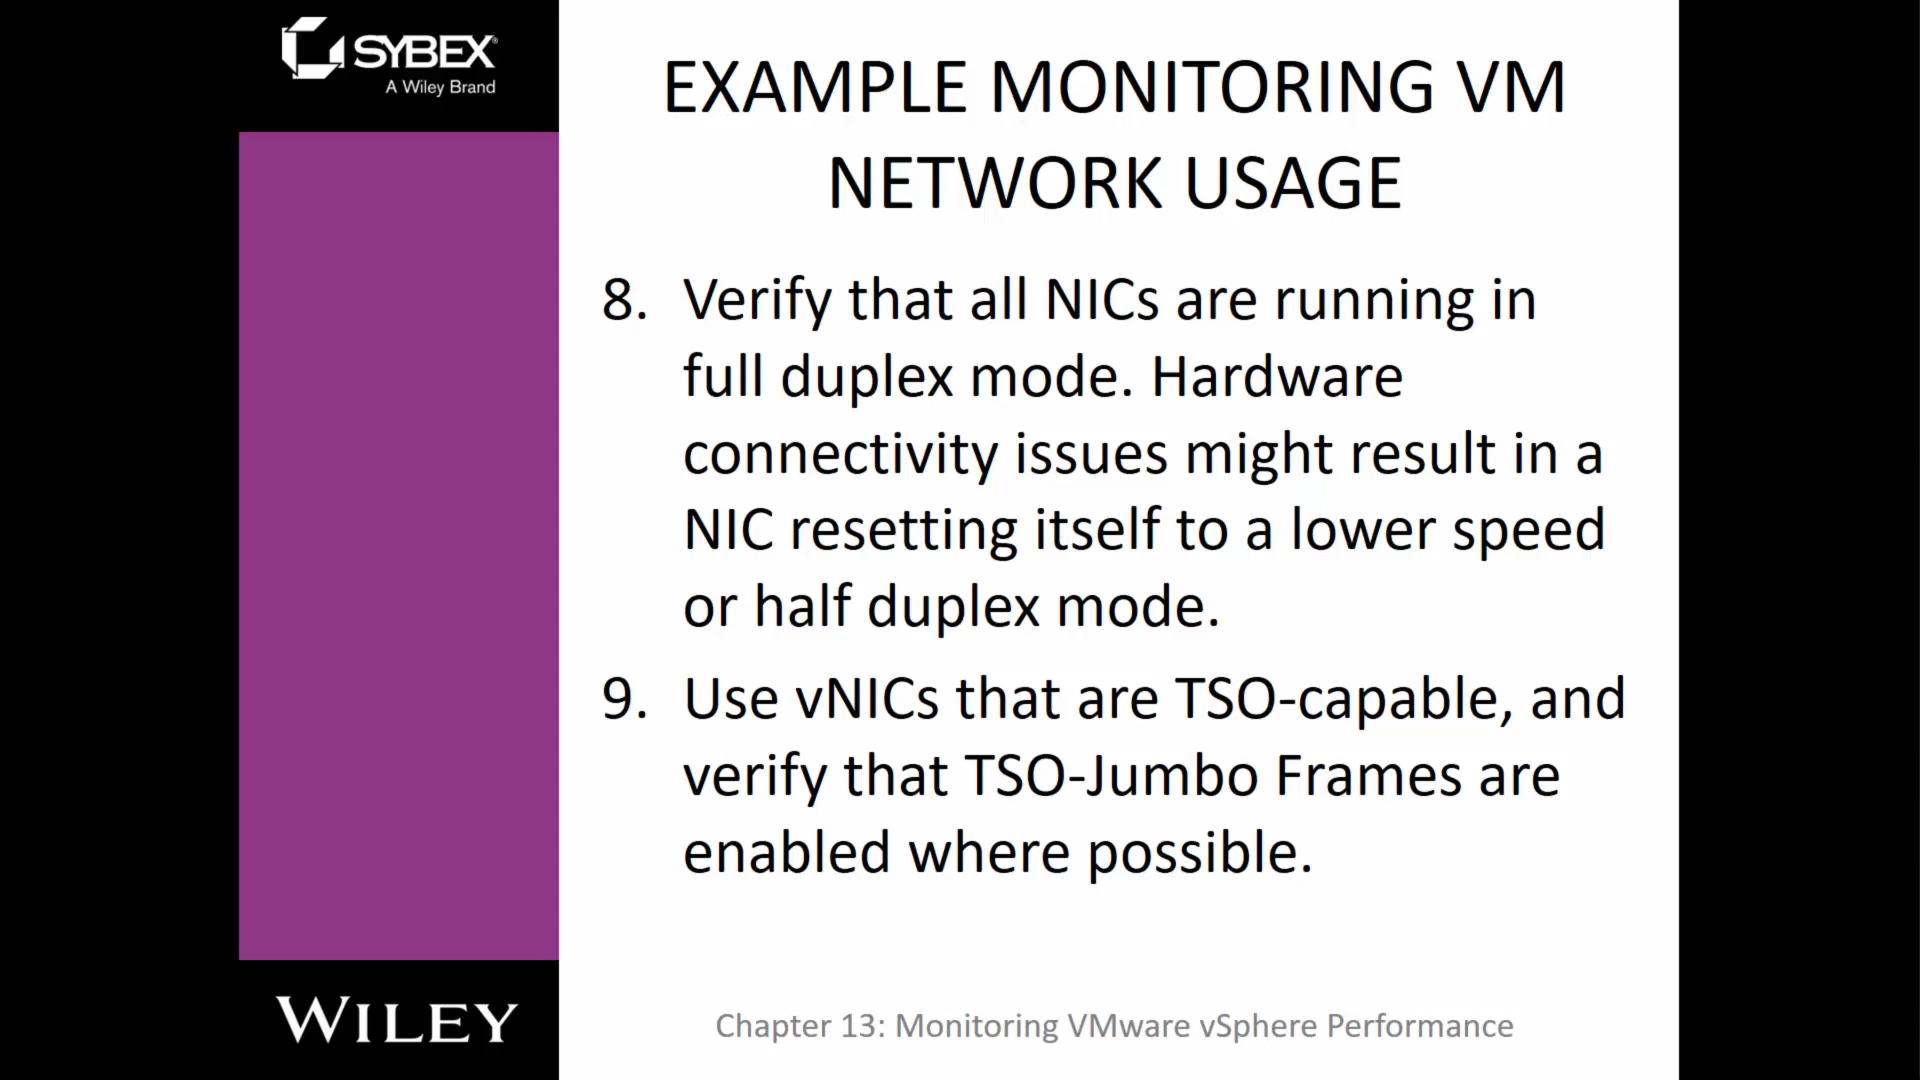 SYBEX®
A Wiley Brand
EXAMPLE MONITORING VM
NETWORK USAGE
8. Verify that all NICs are running in
full duplex mode. Hardware
connectivity issues might result in a
NIC resetting itself to a lower speed
or half duplex mode.
9. Use vNICs that are TSO-capable, and
verify that TSO-Jumbo Frames are
enabled where possible.
WILEY
Chapter 13: Monitoring VMware vSphere Performance